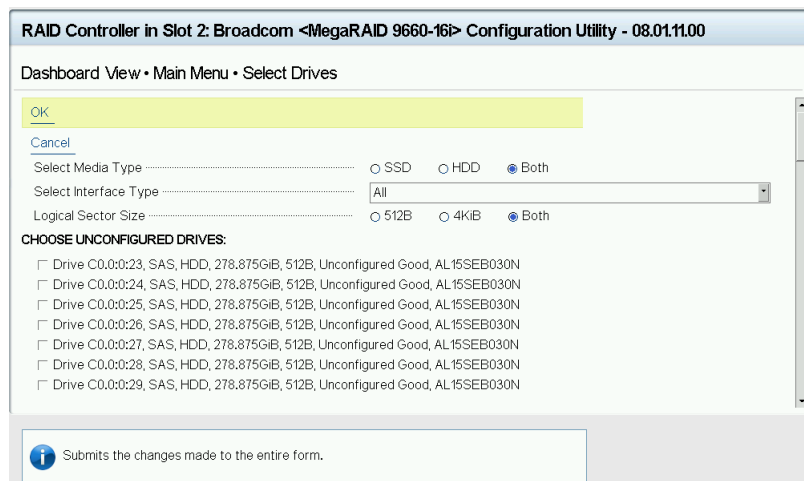 RAID Controller in Slot 2: Broadcom <MegaRAID 9660-16i> Configuration Utility - 08.01.11.00
Dashboard View • Main Menu • Select Drives
OK
Cancel
Select Media Type SSD HDD Both
Select Interface Type All
Logical Sector Size 512B 4KiB Both
CHOOSE UNCONFIGURED DRIVES:
Drive C0.0:0:23, SAS, HDD, 278.875GiB, 512B, Unconfigured Good, AL15SEB030N
Drive C0.0:0:24, SAS, HDD, 278.875GiB, 512B, Unconfigured Good, AL15SEB030N
Drive C0.0:0:25, SAS, HDD, 278.875GiB, 512B, Unconfigured Good, AL15SEB030N
Drive C0.0:0:26, SAS, HDD, 278.875GiB, 512B, Unconfigured Good, AL15SEB030N
Drive C0.0:0:27, SAS, HDD, 278.875GiB, 512B, Unconfigured Good, AL15SEB030N
Drive C0.0:0:28, SAS, HDD, 278.875GiB, 512B, Unconfigured Good, AL15SEB030N
Drive C0.0:0:29, SAS, HDD, 278.875GiB, 512B, Unconfigured Good, AL15SEB030N
Submits the changes made to the entire form.